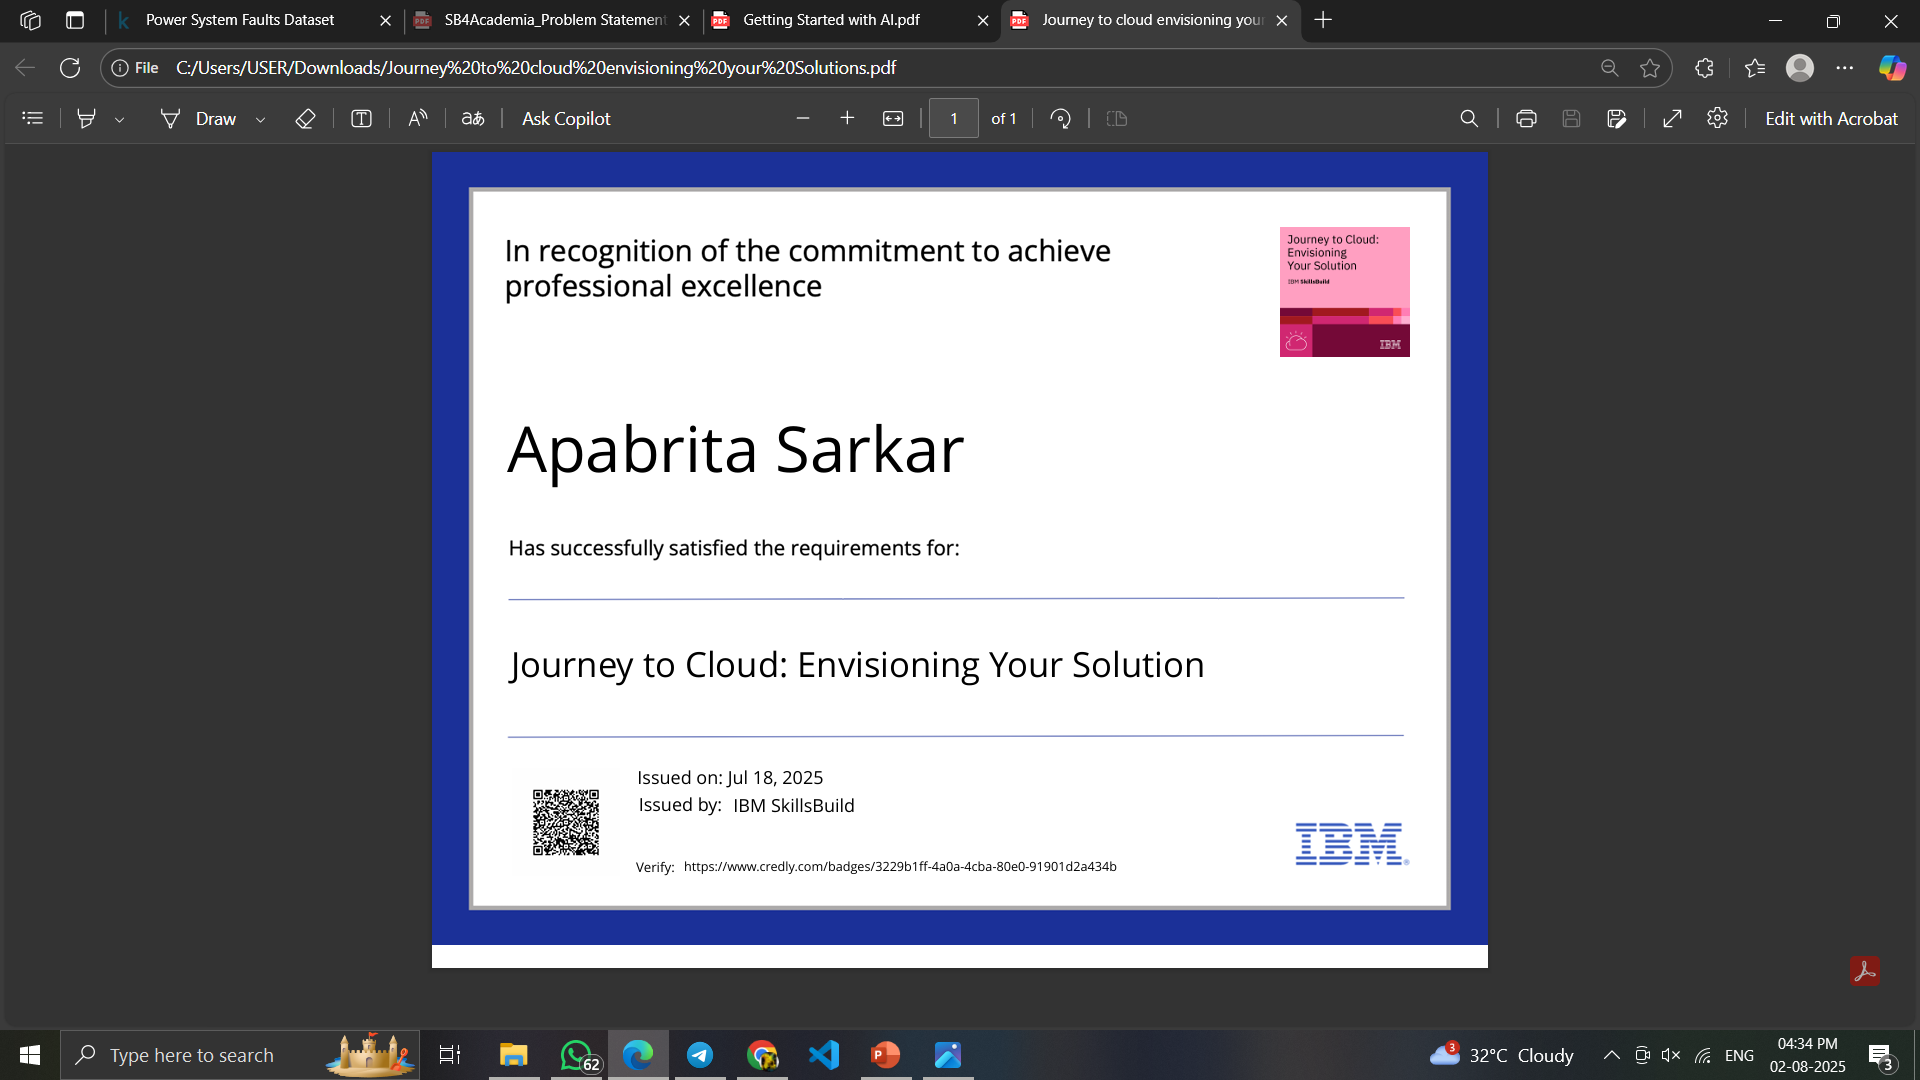 Power System Faults Dataset
SB4Academia_Problem Statement
Getting Started with AI.pdf
Journey to cloud envisioning your
File
C:/Users/USER/Downloads/Journey%20to%20cloud%20envisioning%20your%20Solutions.pdf
Draw
Ask Copilot
1 of 1
Edit with Acrobat
In recognition of the commitment to achieve
professional excellence
Journey to Cloud:
Envisioning
Your Solution
IBM SkillsBuild
IBM
Apabrita Sarkar
Has successfully satisfied the requirements for:
Journey to Cloud: Envisioning Your Solution
Issued on: Jul 18, 2025
Issued by: IBM SkillsBuild
Verify: https://www.credly.com/badges/3229b1ff-4a0a-4cba-80e0-91901d2a434b
IBM
Type here to search
62
3
32°C Cloudy
ENG
04:34 PM
02-08-2025
3